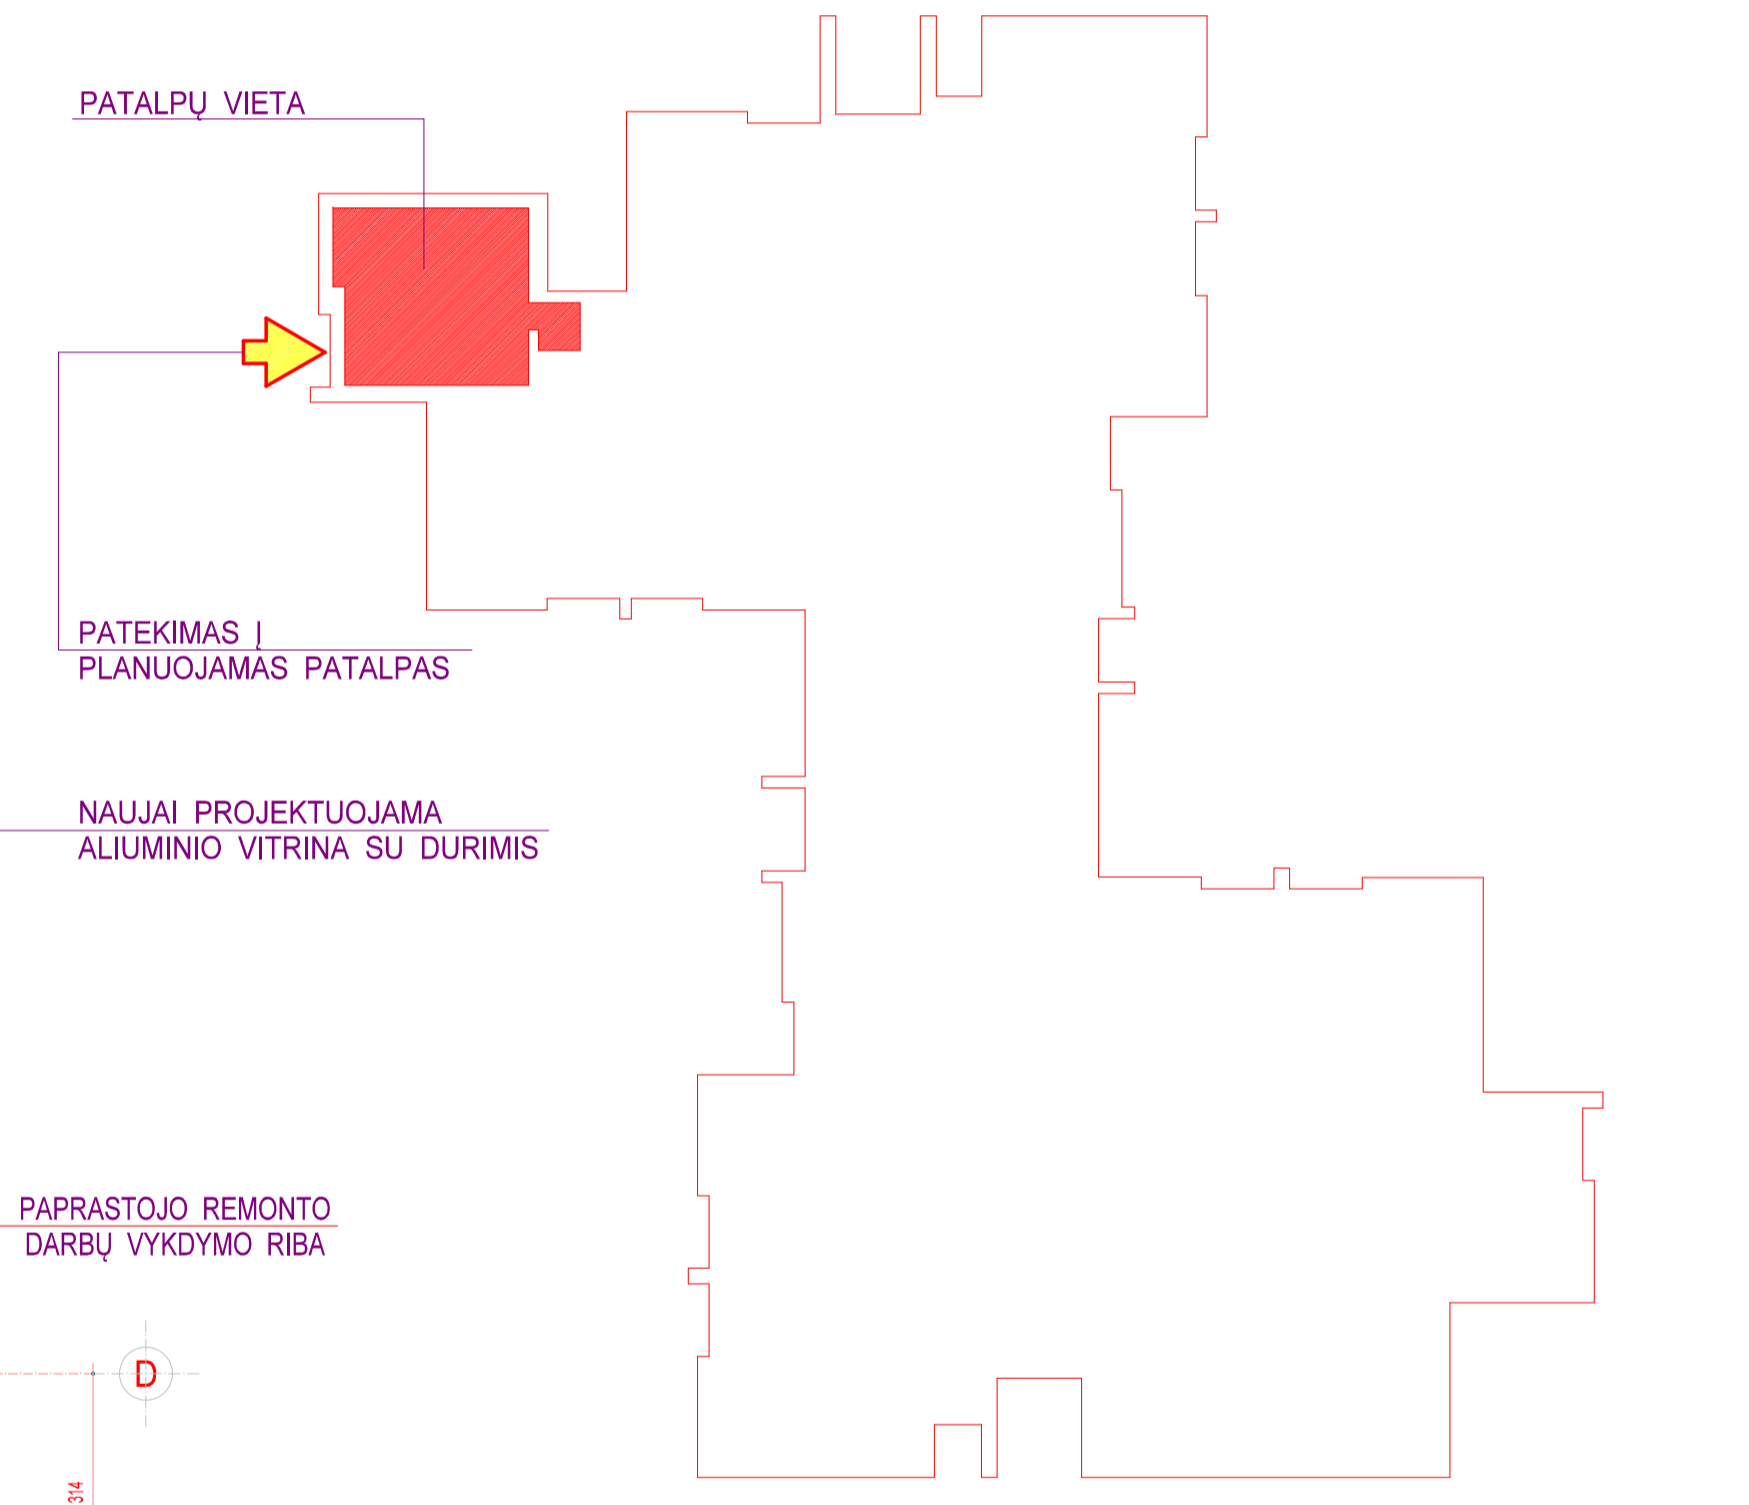 PATALPŲ VIETA
PATEKIMAS Į
PLANUOJAMAS PATALPAS
NAUJAI PROJEKTUOJAMA
ALIUMINIO VITRINA SU DURIMIS
PAPRASTOJO REMONTO
DARBŲ VYKDYMO RIBA
D
314